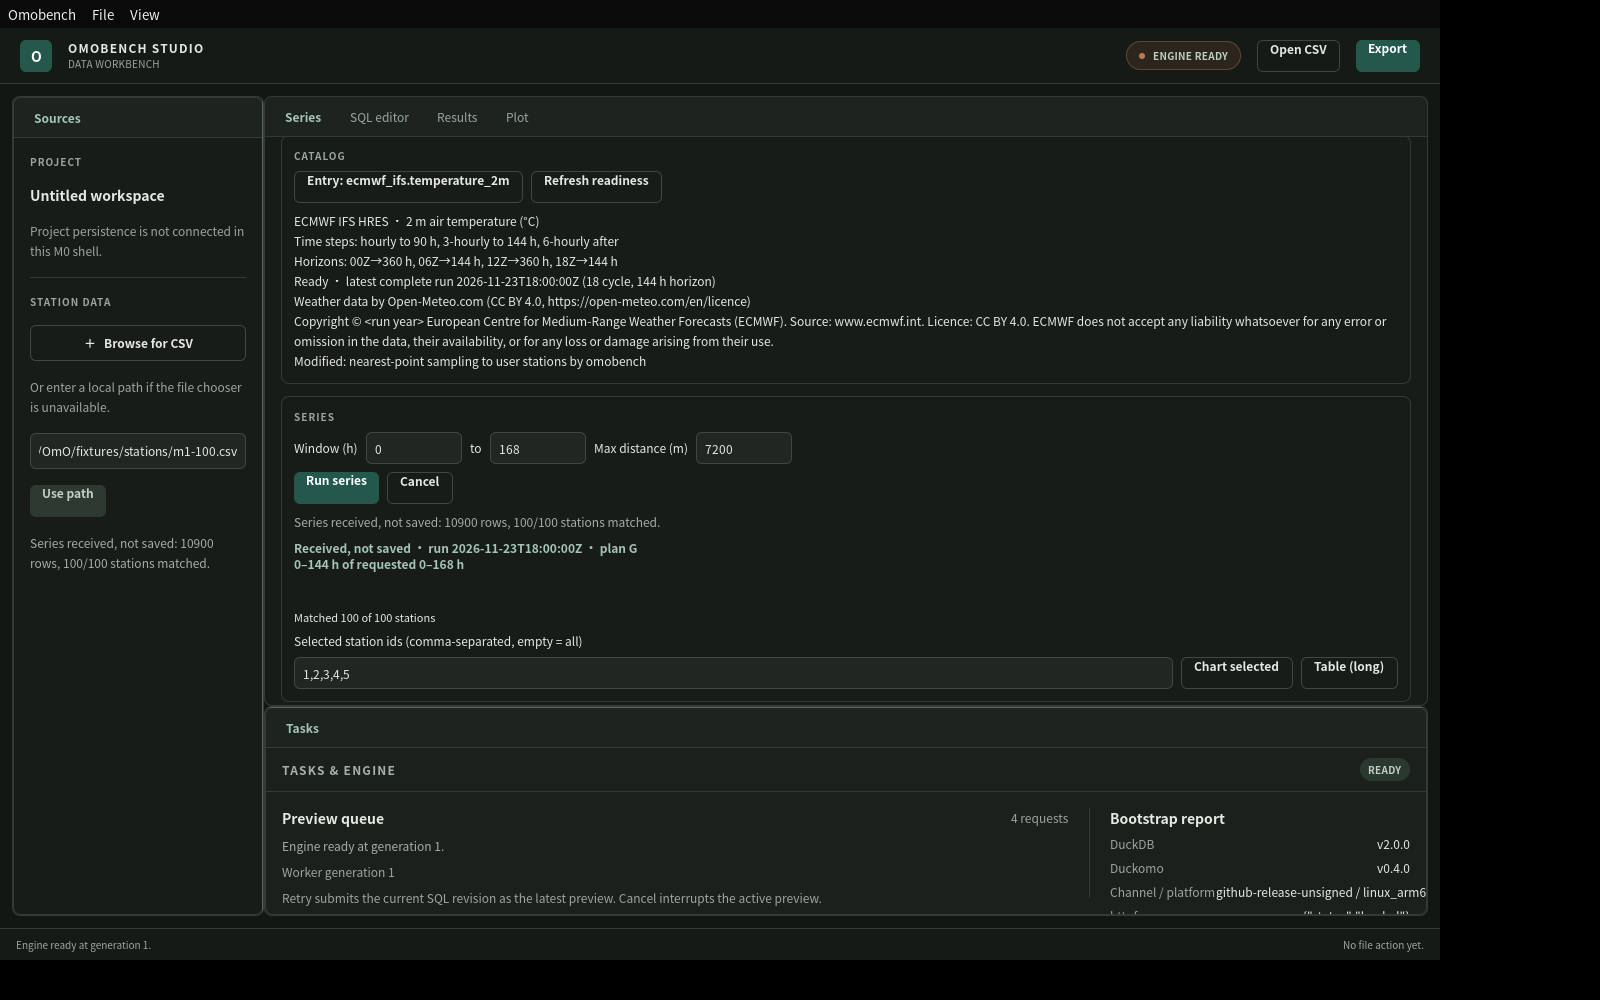 Omobench File View
O
OMOBENCH STUDIO
DATA WORKBENCH
ENGINE READY
Open CSV
Export
Sources
PROJECT
Untitled workspace
Project persistence is not connected in
this M0 shell.
STATION DATA
+ Browse for CSV
Or enter a local path if the file chooser
is unavailable.
/OmO/fixtures/stations/m1-100.csv
Use path
Series received, not saved: 10900
rows, 100/100 stations matched.
Series SQL editor Results Plot
CATALOG
Entry: ecmwf_ifs.temperature_2m
Refresh readiness
ECMWF IFS HRES · 2 m air temperature (°C)
Time steps: hourly to 90 h, 3-hourly to 144 h, 6-hourly after
Horizons: 00Z→360 h, 06Z→144 h, 12Z→360 h, 18Z→144 h
Ready · latest complete run 2026-11-23T18:00:00Z (18 cycle, 144 h horizon)
Weather data by Open-Meteo.com (CC BY 4.0, https://open-meteo.com/en/licence)
Copyright © <run year> European Centre for Medium-Range Weather Forecasts (ECMWF). Source: www.ecmwf.int. Licence: CC BY 4.0. ECMWF does not accept any liability whatsoever for any error or
omission in the data, their availability, or for any loss or damage arising from their use.
Modified: nearest-point sampling to user stations by omobench
SERIES
Window (h) 0 to 168 Max distance (m) 7200
Run series
Cancel
Series received, not saved: 10900 rows, 100/100 stations matched.
Received, not saved · run 2026-11-23T18:00:00Z · plan G
0–144 h of requested 0–168 h
Matched 100 of 100 stations
Selected station ids (comma-separated, empty = all)
1,2,3,4,5
Chart selected
Table (long)
Tasks
TASKS & ENGINE
READY
Preview queue
4 requests
Engine ready at generation 1.
Worker generation 1
Retry submits the current SQL revision as the latest preview. Cancel interrupts the active preview.
Bootstrap report
DuckDB v2.0.0
Duckomo v0.4.0
Channel / platform github-release-unsigned / linux_arm6
Engine ready at generation 1.
No file action yet.